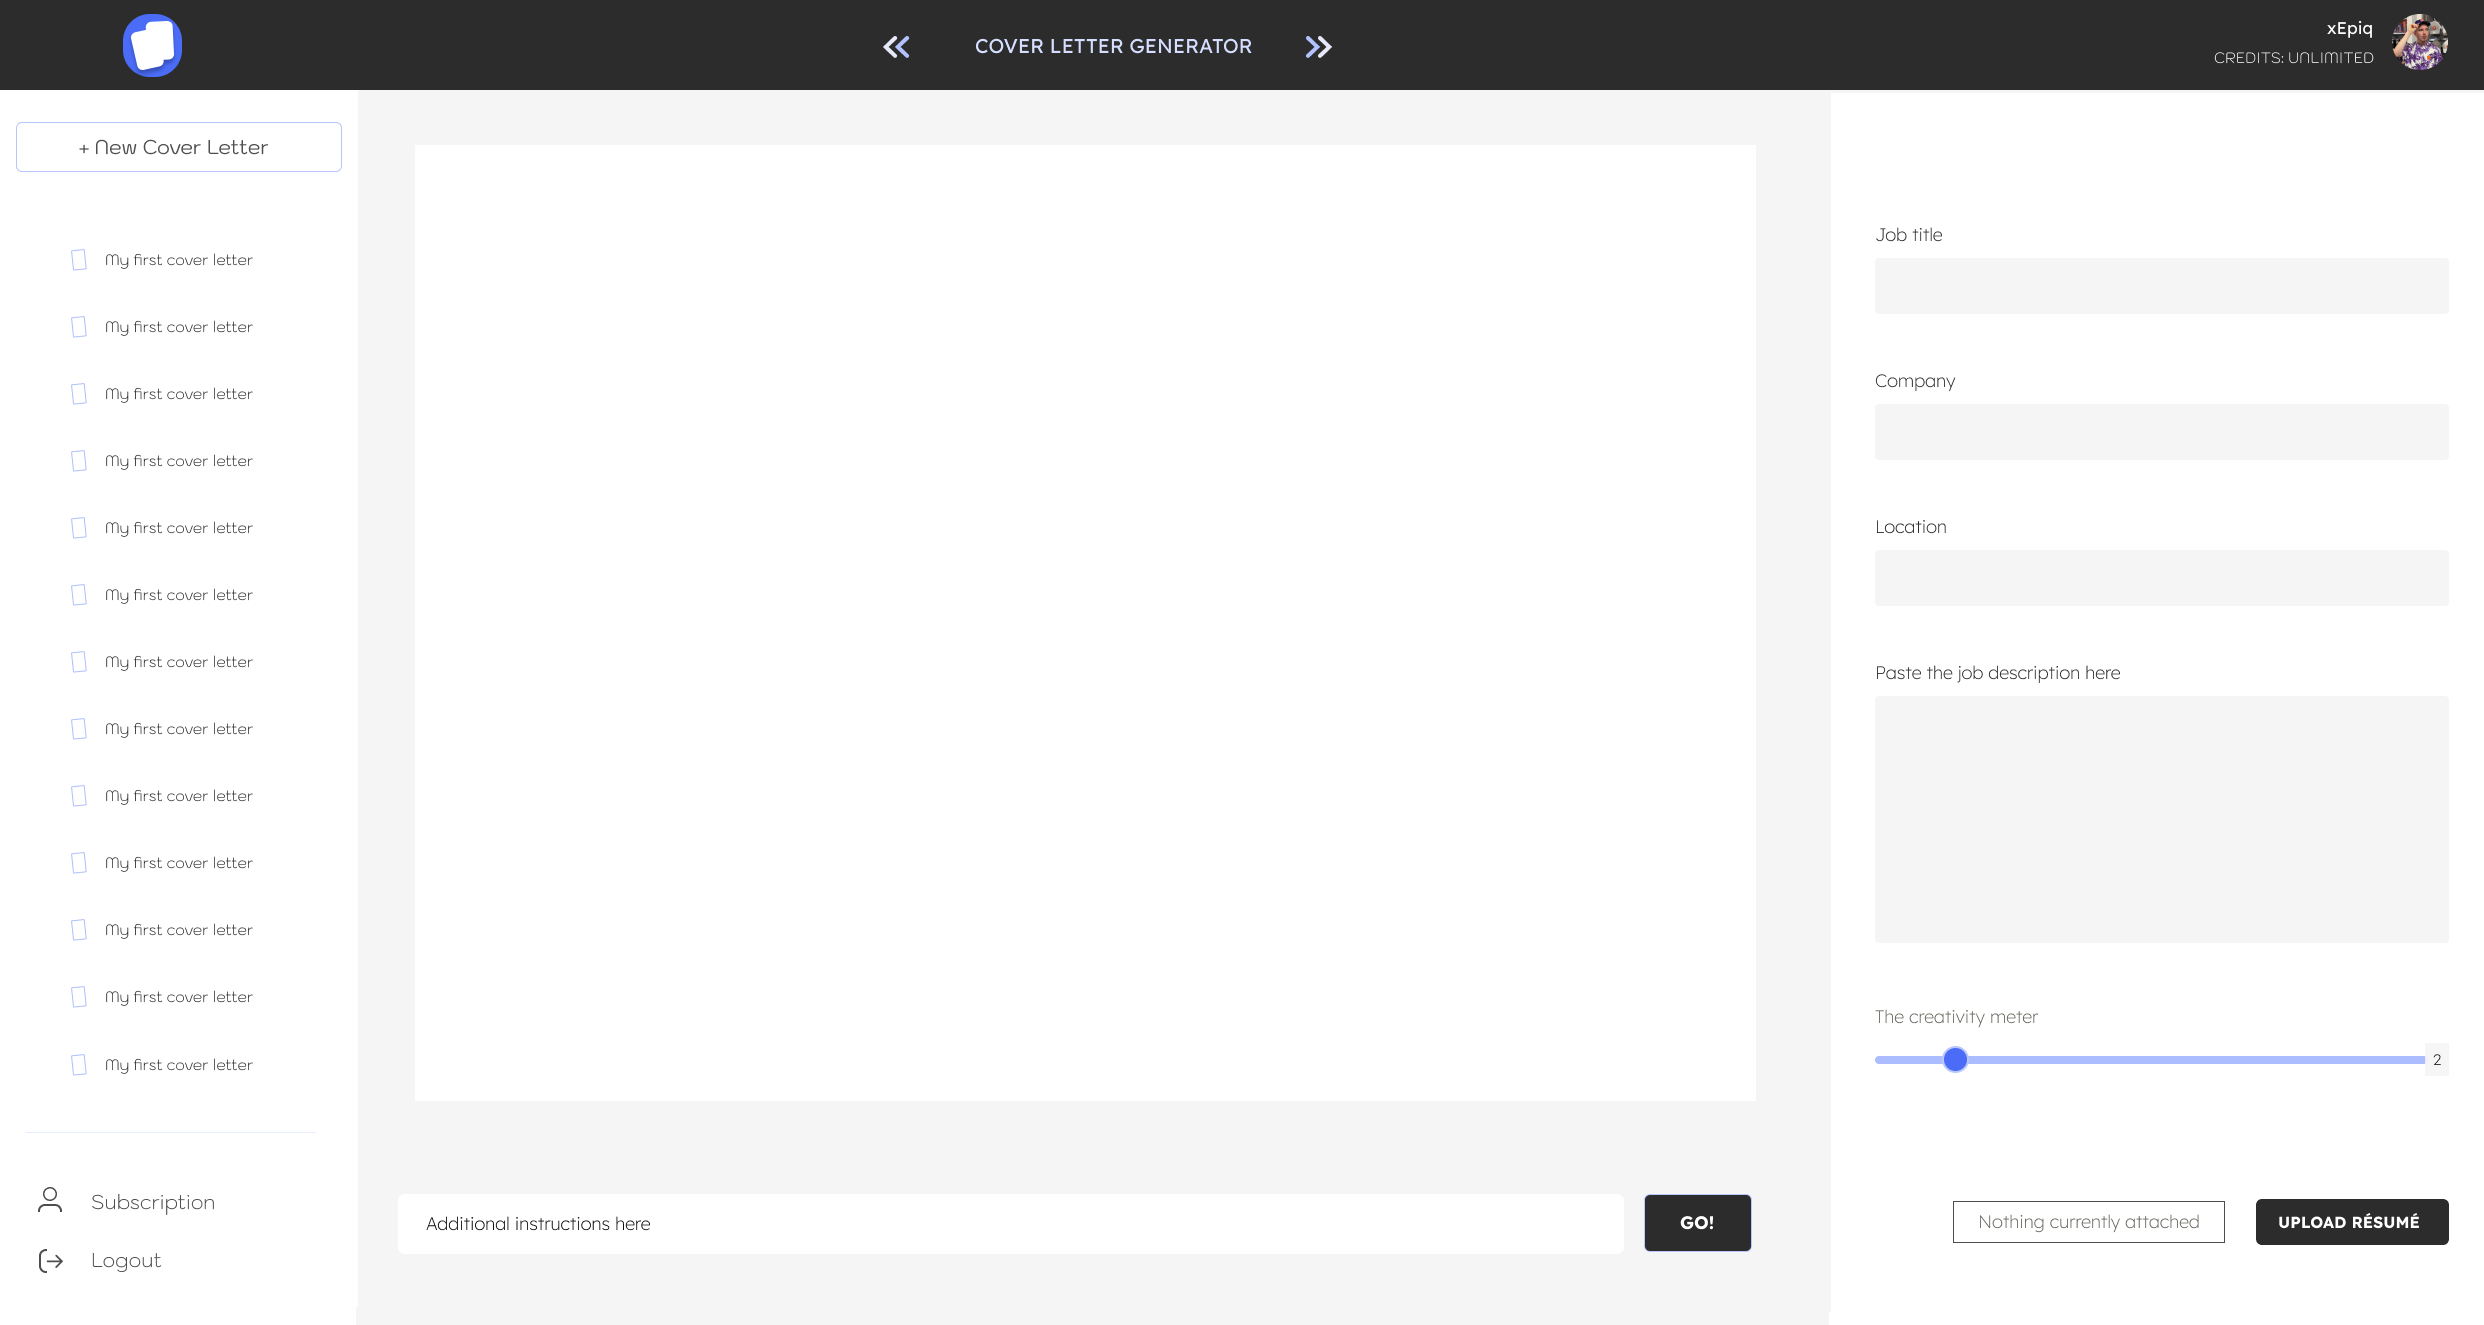 COVER LETTER GENERATOR
xEpiq
CREDITS: UNLIMITED
+ New Cover Letter
My first cover letter
My first cover letter
My first cover letter
My first cover letter
My first cover letter
My first cover letter
My first cover letter
My first cover letter
My first cover letter
My first cover letter
My first cover letter
My first cover letter
My first cover letter
Subscription
Logout
Additional instructions here
GO!
Job title
Company
Location
Paste the job description here
The creativity meter
2
Nothing currently attached
UPLOAD RÉSUMÉ